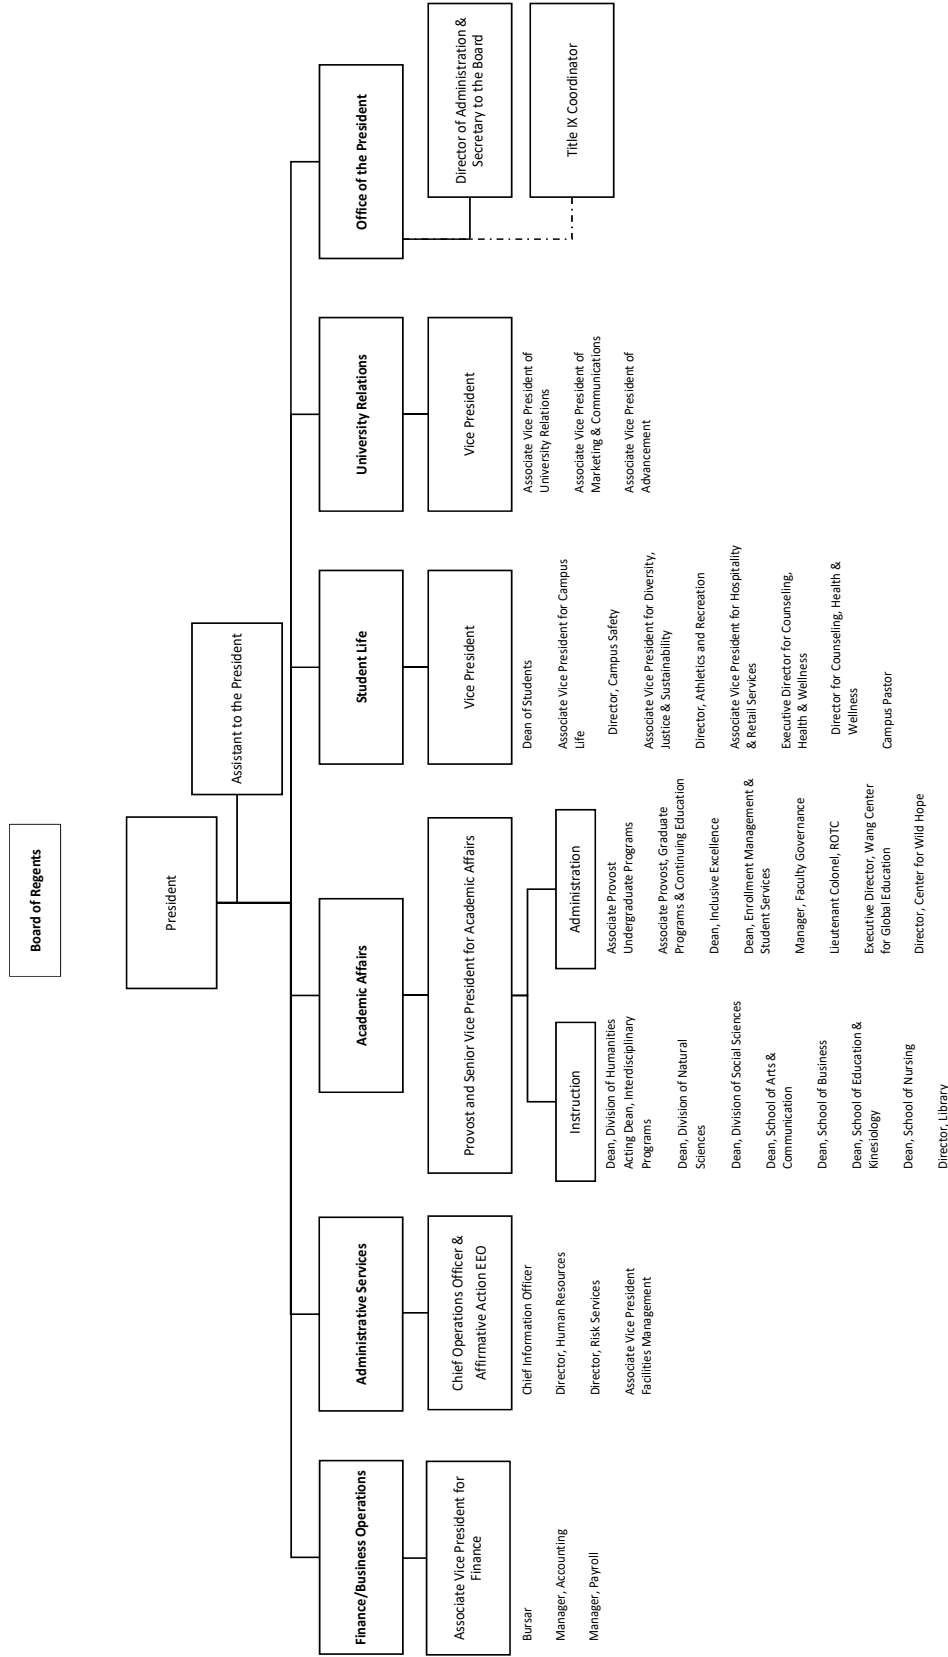 Board of Regents
President
Assistant to the President
Finance/Business Operations
Associate Vice President for
Finance
Bursar
Manager, Accounting
Manager, Payroll
Administrative Services
Chief Operations Officer &
Affirmative Action EEO
Chief Information Officer
Director, Human Resources
Director, Risk Services
Associate Vice President
Facilities Management
Academic Affairs
Provost and Senior Vice President for Academic Affairs
Instruction
Dean, Division of Humanities
Acting Dean, Interdisciplinary
Programs
Dean, Division of Natural
Sciences
Dean, Division of Social Sciences
Dean, School of Arts &
Communication
Dean, School of Business
Dean, School of Education &
Kinesiology
Dean, School of Nursing
Director, Library
Administration
Associate Provost
Undergraduate Programs
Associate Provost, Graduate
Programs & Continuing Education
Dean, Inclusive Excellence
Dean, Enrollment Management &
Student Services
Manager, Faculty Governance
Lieutenant Colonel, ROTC
Executive Director, Wang Center
for Global Education
Director, Center for Wild Hope
Student Life
Vice President
Dean of Students
Associate Vice President for Campus
Life
Director, Campus Safety
Associate Vice President for Diversity,
Justice & Sustainability
Director, Athletics and Recreation
Associate Vice President for Hospitality
& Retail Services
Executive Director for Counseling,
Health & Wellness
Director for Counseling, Health &
Wellness
Campus Pastor
University Relations
Vice President
Associate Vice President of
University Relations
Associate Vice President of
Marketing & Communications
Associate Vice President of
Advancement
Office of the President
Director of Administration &
Secretary to the Board
Title IX Coordinator